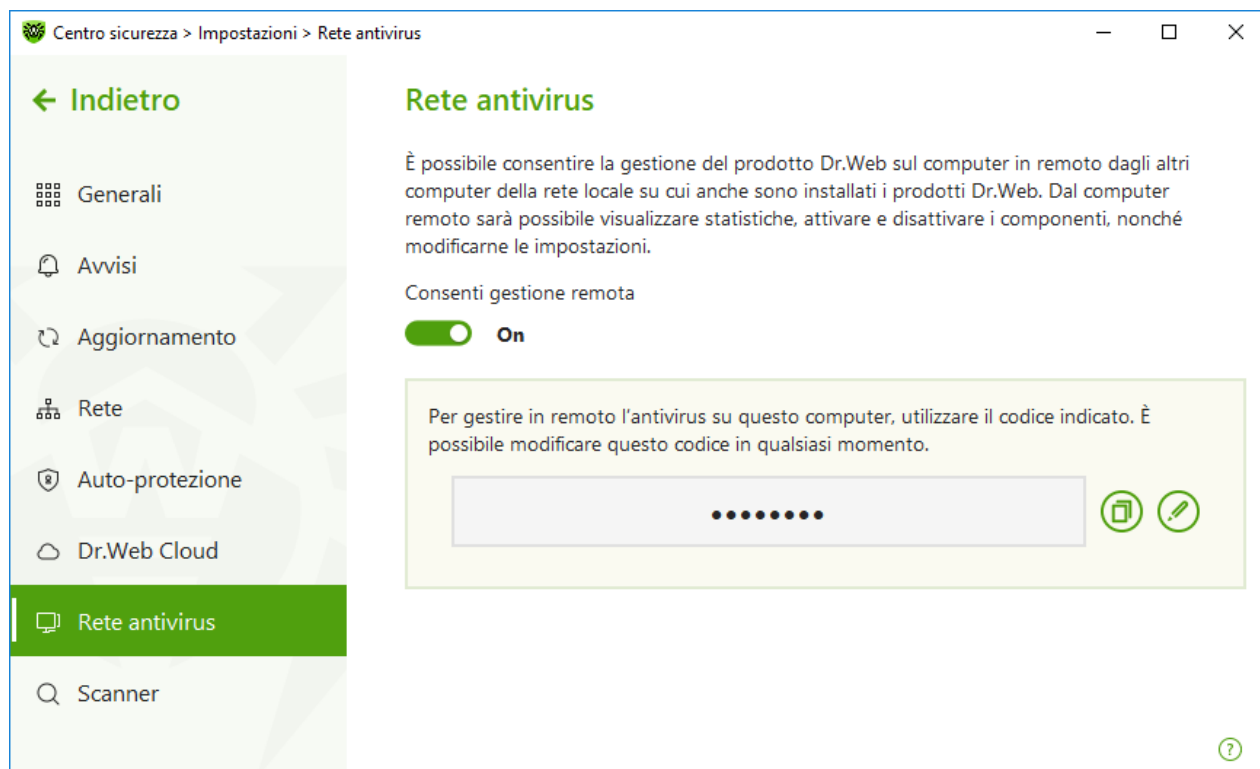 Centro sicurezza > Impostazioni > Rete antivirus
Indietro
Generali
Avvisi
Aggiornamento
Rete
Auto-protezione
Dr.Web Cloud
Rete antivirus
Scanner
Rete antivirus
È possibile consentire la gestione del prodotto Dr.Web sul computer in remoto dagli altri
computer della rete locale su cui anche sono installati i prodotti Dr.Web. Dal computer
remoto sarà possibile visualizzare statistiche, attivare e disattivare i componenti, nonché
modificarne le impostazioni.
Consenti gestione remota
On
Per gestire in remoto l'antivirus su questo computer, utilizzare il codice indicato. È
possibile modificare questo codice in qualsiasi momento.
••••••••
?